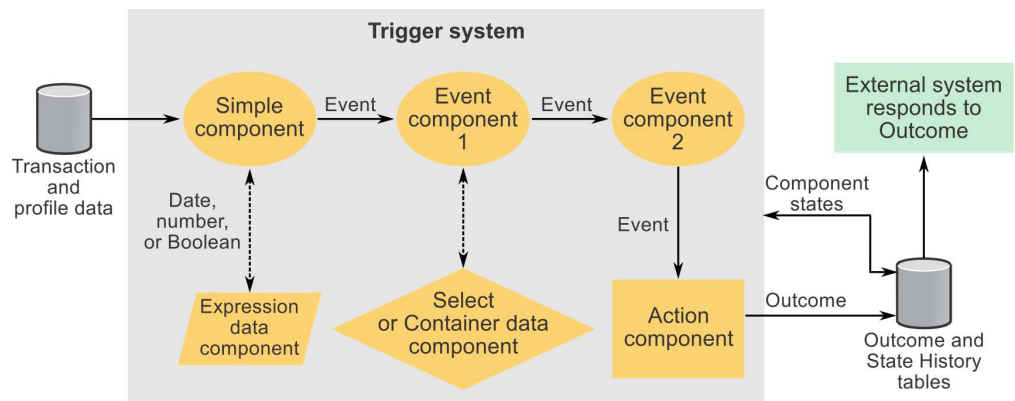 Trigger system
Simple
component
Event
Event
component
1
Event
Event
component
2
External system
responds to
Outcome
Transaction
and
profile data
Date,
number,
or Boolean
Event
Component
states
Expression
data
component
Select
or Container data
component
Action
component
Outcome
Outcome and
State History
tables